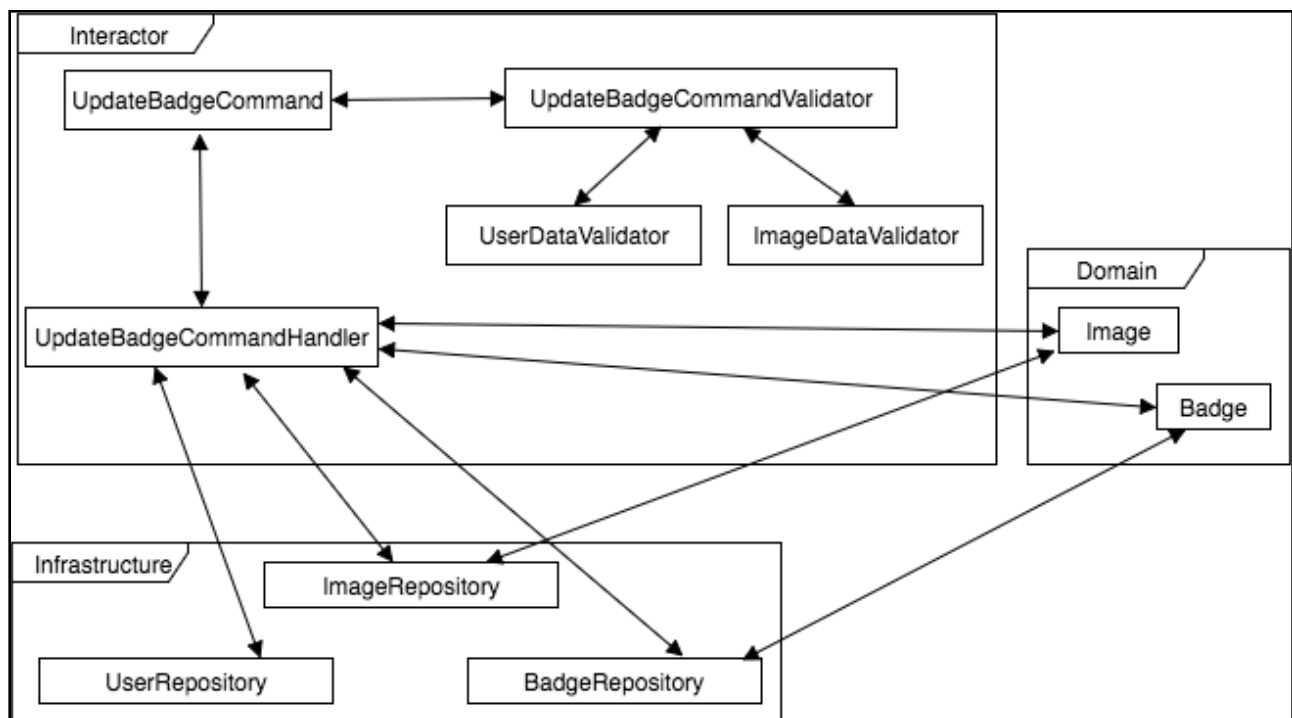 Interactor
UpdateBadgeCommand
UpdateBadgeCommandValidator
UserDataValidator
ImageDataValidator
Domain
UpdateBadgeCommandHandler
Image
Badge
Infrastructure
ImageRepository
UserRepository
BadgeRepository